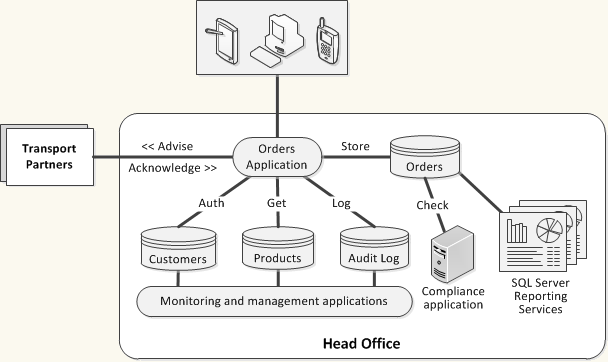 Transport
Partners
<< Advise
Acknowledge >>
Orders
Application
Store
Orders
Auth
Get
Log
Check
Customers
Products
Audit Log
Compliance
application
SQL Server
Reporting
Services
Monitoring and management applications
Head Office